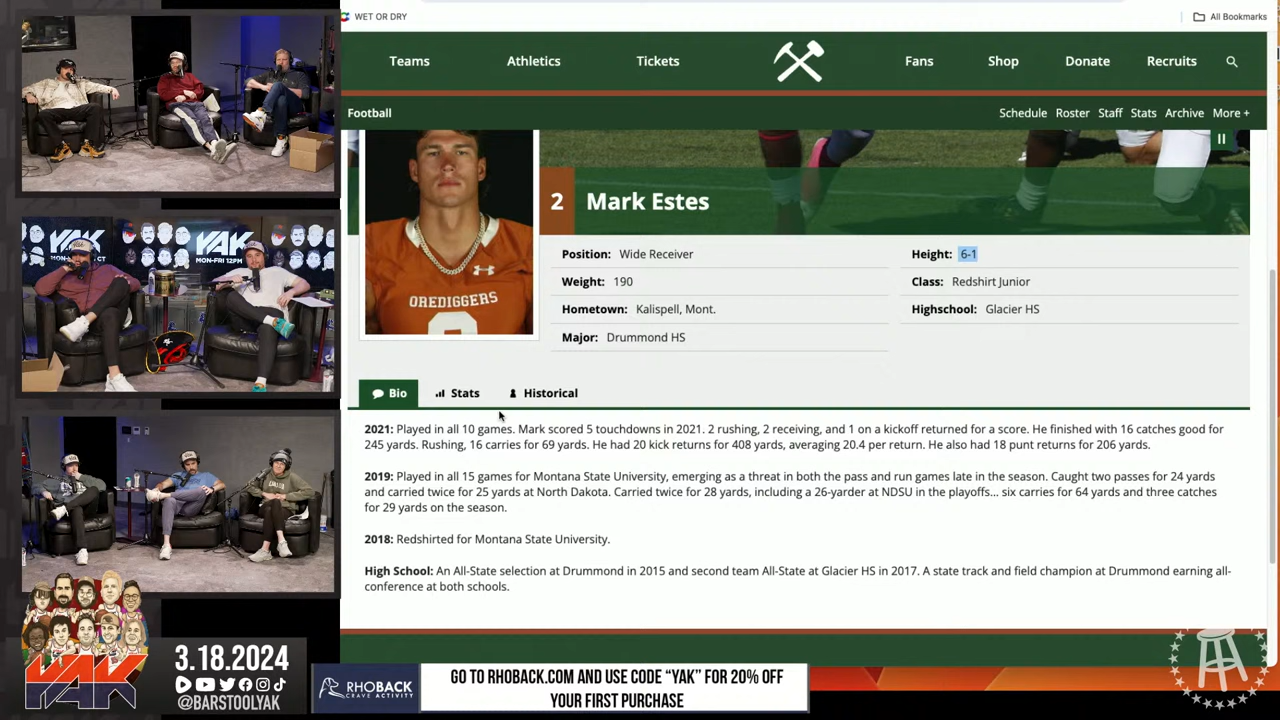 WET OR DRY
All Bookmarks
Teams Athletics Tickets Fans Shop Donate Recruits
Football Schedule Roster Staff Stats Archive More +
2 Mark Estes
Position: Wide Receiver Height: 6-1
Weight: 190 Class: Redshirt Junior
Hometown: Kalispell, Mont. Highschool: Glacier HS
Major: Drummond HS
OREDIGGERS
Bio Stats Historical
2021: Played in all 10 games. Mark scored 5 touchdowns in 2021. 2 rushing, 2 receiving, and 1 on a kickoff returned for a score. He finished with 16 catches good for
245 yards. Rushing, 16 carries for 69 yards. He had 20 kick returns for 408 yards, averaging 20.4 per return. He also had 18 punt returns for 206 yards.
2019: Played in all 15 games for Montana State University, emerging as a threat in both the pass and run games late in the season. Caught two passes for 24 yards
and carried twice for 25 yards at North Dakota. Carried twice for 28 yards, including a 26-yarder at NDSU in the playoffs... six carries for 64 yards and three catches
for 29 yards on the season.
2018: Redshirted for Montana State University.
High School: An All-State selection at Drummond in 2015 and second team All-State at Glacier HS in 2017. A state track and field champion at Drummond earning all-
conference at both schools.
YAK
MON-FRI 12PM
YAK
MON-FRI 12PM
YAK
3.18.2024
@BARSTOOLYAK
RHOBACK
CRAVE ACTIVITY
GO TO RHOBACK.COM AND USE CODE “YAK” FOR 20% OFF
YOUR FIRST PURCHASE